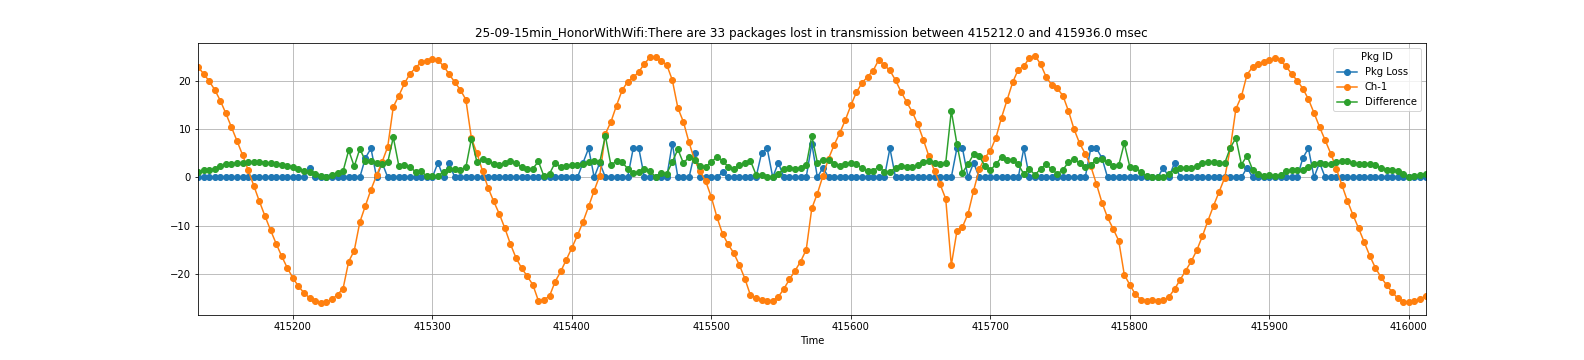 25-09-15min_HonorWithWifi:There are 33 packages lost in transmission between 415212.0 and 415936.0 msec
Pkg ID
Pkg Loss
Ch-1
Difference
20
10
0
−10
−20
415200 415300 415400 415500 415600 415700 415800 415900 416000
Time